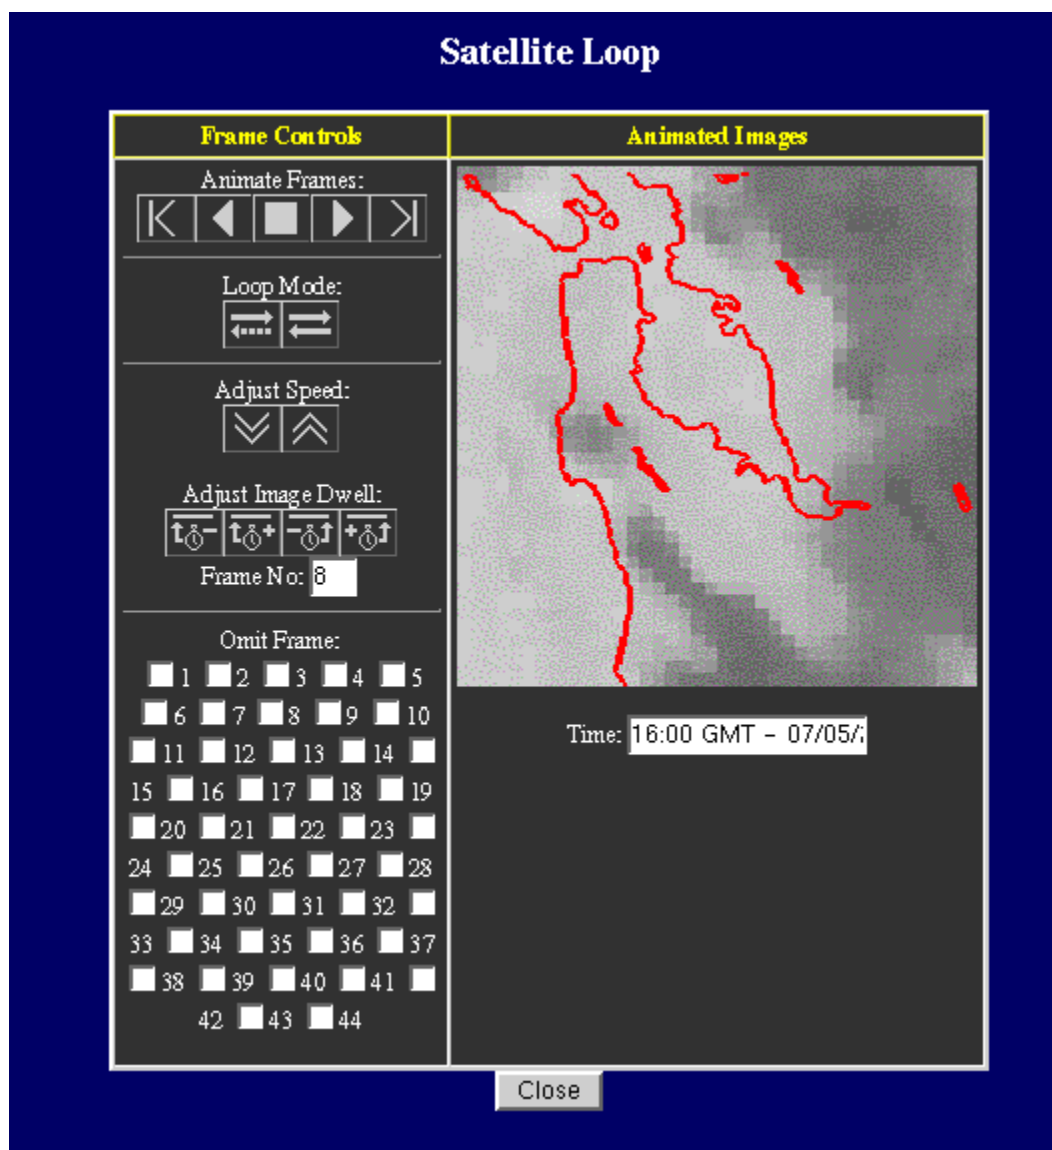 Satellite Loop
Frame Controls
Animated Images
Animate Frames:
Loop Mode:
Adjust Speed:
Adjust Image Dwell:
Frame No: 8
Omit Frame:
1 2 3 4 5
6 7 8 9 10
11 12 13 14
15 16 17 18 19
20 21 22 23
24 25 26 27 28
29 30 31 32
33 34 35 36 37
38 39 40 41
42 43 44
Time: 16:00 GMT - 07/05/
Close